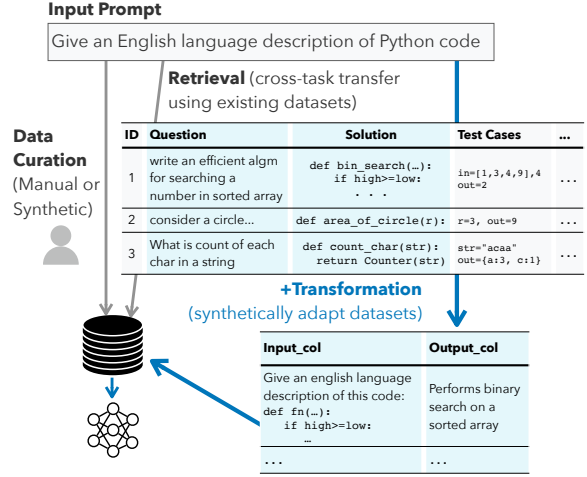 Input Prompt
Give an English language description of Python code
Retrieval (cross-task transfer
using existing datasets)
Data
Curation
(Manual or
Synthetic)
ID Question Solution Test Cases ...
1
write an efficient algm
for searching a
number in sorted array
def bin_search(…):
if high>=low:
. . .
in=[1,3,4,9],4
out=2
...
2 consider a circle... def area_of_circle(r): r=3, out=9 ...
3
What is count of each
char in a string
def count_char(str):
return Counter(str)
str="acaa"
out={a:3, c:1}
...
+Transformation
(synthetically adapt datasets)
Input_col Output_col
Give an english language
description of this code:
def fn(…):
if high>=low:
…
Performs binary
search on a
sorted array
... ...